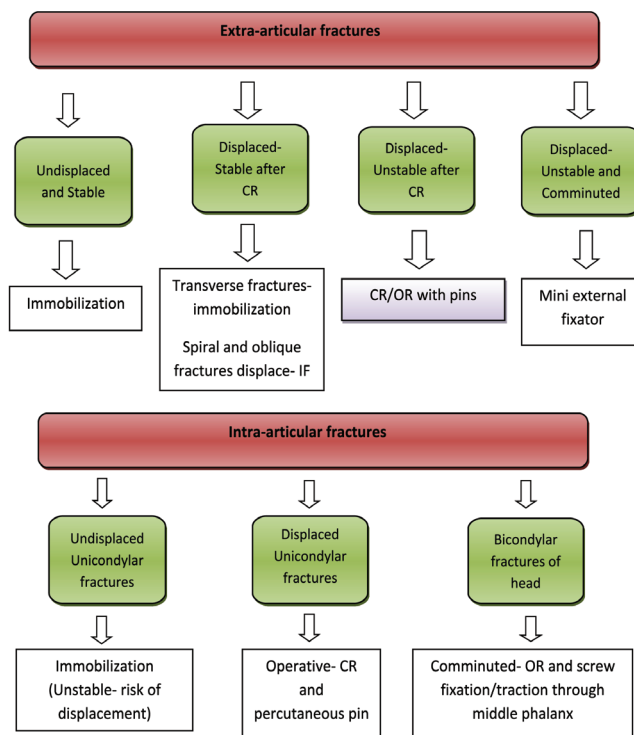 Extra-articular fractures
Undisplaced
and Stable
Displaced-
Stable after
CR
Displaced-
Unstable after
CR
Displaced-
Unstable and
Comminuted
Immobilization
Transverse fractures-
immobilization
Spiral and oblique
fractures displace- IF
CR/OR with pins
Mini external
fixator
Intra-articular fractures
Undisplaced
Unicondylar
fractures
Displaced
Unicondylar
fractures
Bicondylar
fractures of
head
Immobilization
(Unstable- risk of
displacement)
Operative- CR
and
percutaneous pin
Comminuted- OR and screw
fixation/traction through
middle phalanx